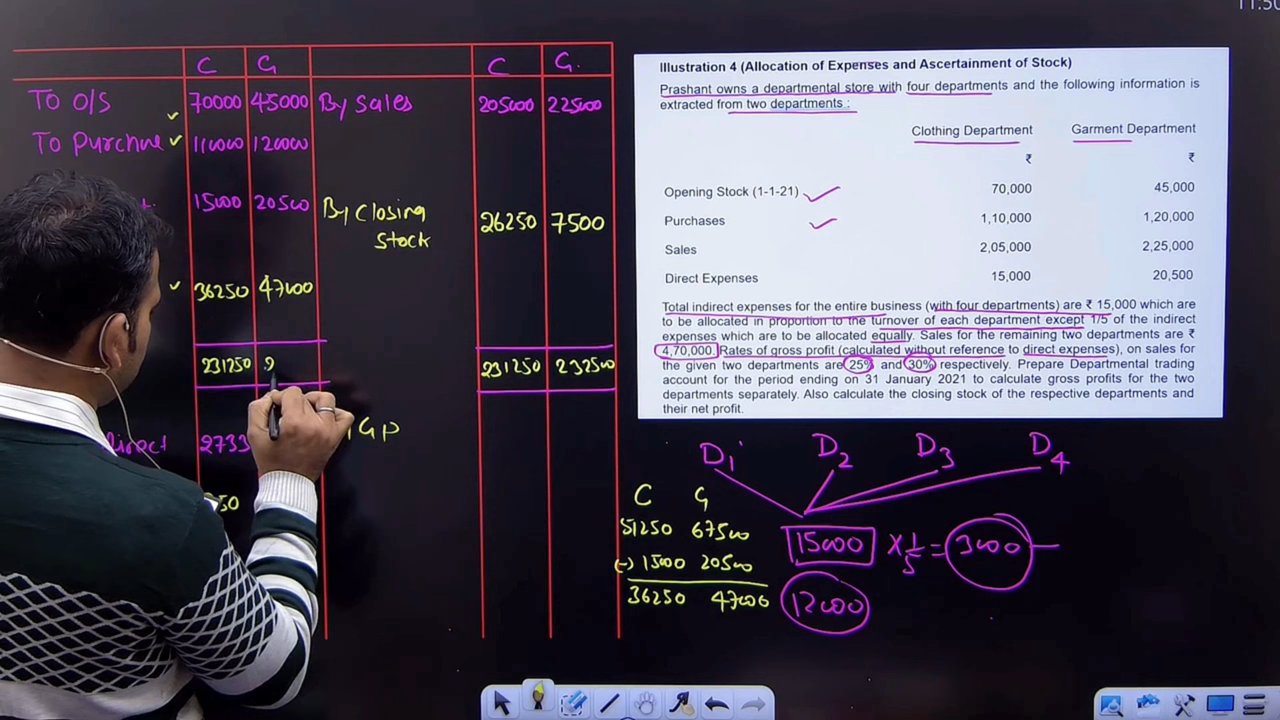 C G C G.
To O/S 70000 45000 By Sales 205000 225000
To Purchase 110000 120000
15000 20500 By Closing Stock 26250 7500
36250 47000
231250 2 231250 232500
Direct 2733 GP
50
Illustration 4 (Allocation of Expenses and Ascertainment of Stock)
Prashant owns a departmental store with four departments and the following information is
extracted from two departments :
Clothing Department Garment Department
₹ ₹
Opening Stock (1-1-21) 70,000 45,000
Purchases 1,10,000 1,20,000
Sales 2,05,000 2,25,000
Direct Expenses 15,000 20,500
Total indirect expenses for the entire business (with four departments) are ₹ 15,000 which are
to be allocated in proportion to the turnover of each department except 1/5 of the indirect
expenses which are to be allocated equally. Sales for the remaining two departments are ₹
4,70,000. Rates of gross profit (calculated without reference to direct expenses), on sales for
the given two departments are 25% and 30% respectively. Prepare Departmental trading
account for the period ending on 31 January 2021 to calculate gross profits for the two
departments separately. Also calculate the closing stock of the respective departments and
their net profit.
D1 D2 D3 D4
C G
51250 67500
(-) 15000 20500
36250 47000
15000 × 1/5 = 3000
12000